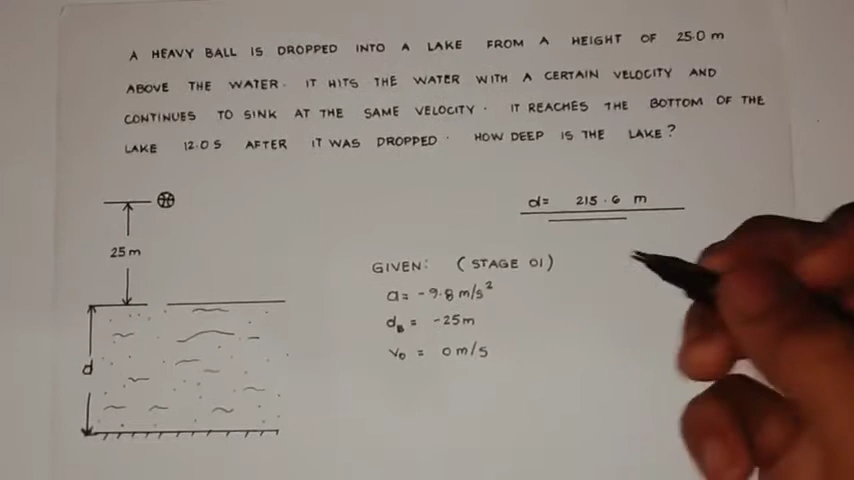 A HEAVY BALL IS DROPPED INTO A LAKE FROM A HEIGHT OF 25.0 m
ABOVE THE WATER. IT HITS THE WATER WITH A CERTAIN VELOCITY AND
CONTINUES TO SINK AT THE SAME VELOCITY. IT REACHES THE BOTTOM OF THE
LAKE 12.0 S AFTER IT WAS DROPPED. HOW DEEP IS THE LAKE?
d= 215.6 m
25 m
GIVEN: (STAGE 01)
a= -9.8 m/s²
d_B = -25m
V₀ = 0 m/s
d